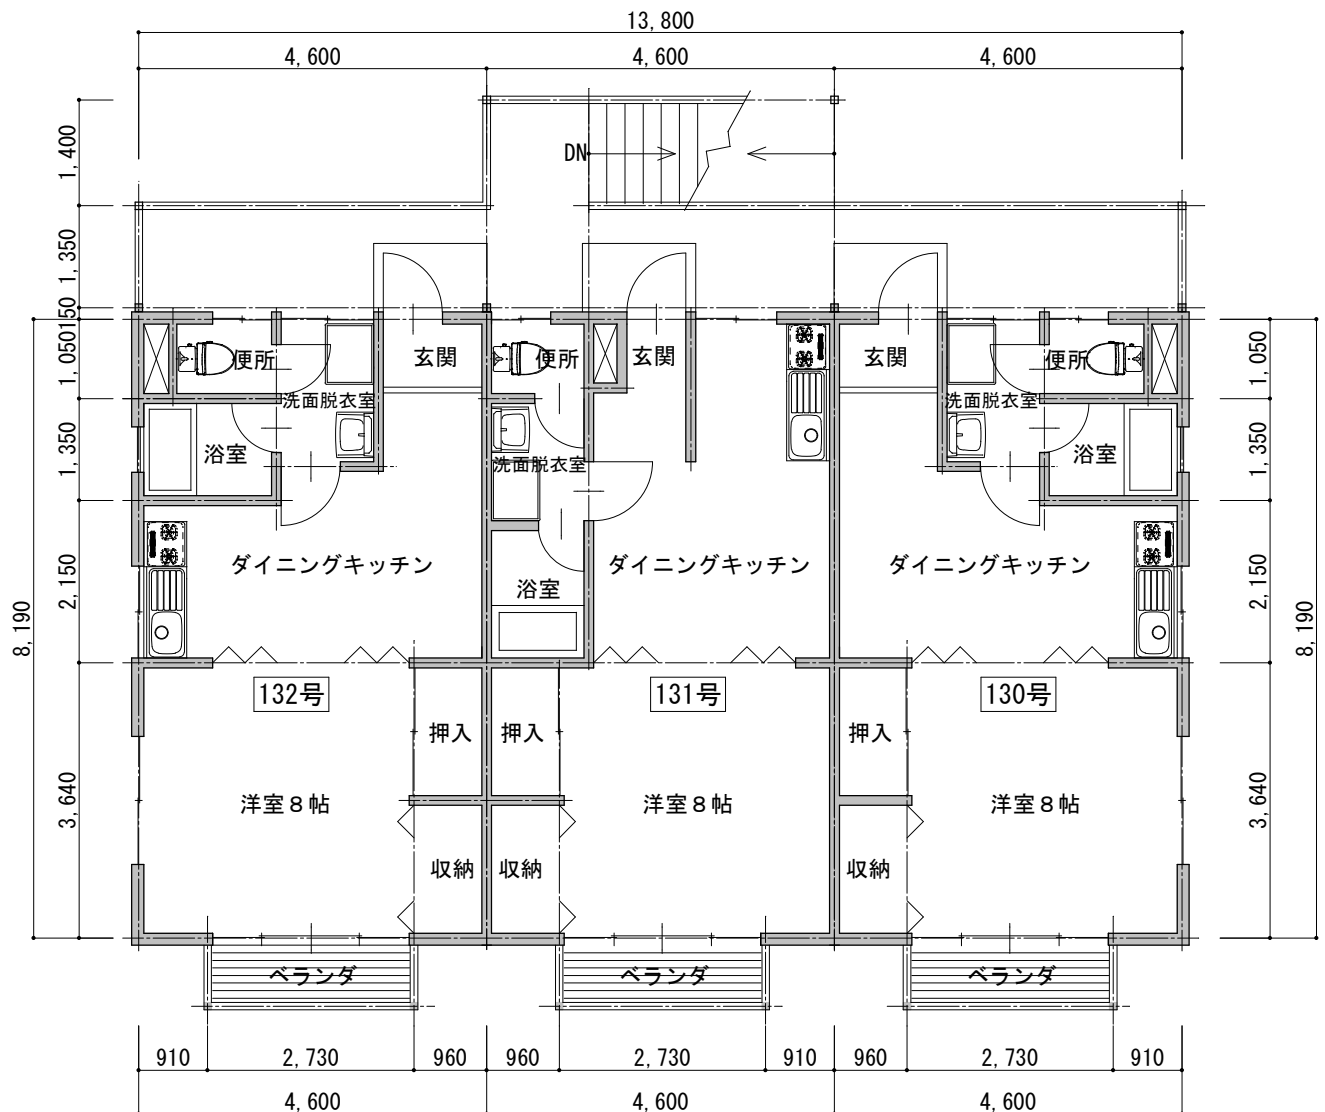 13,800
4,600 4,600 4,600
1,400
DN
1,350
150
1,050
1,350
2,150
3,640
8,190
1,050
1,350
2,150
3,640
8,190
便所 玄関 便所 玄関 玄関 便所
洗面脱衣室 洗面脱衣室
浴室 洗面脱衣室 浴室
ダイニングキッチン ダイニングキッチン ダイニングキッチン
浴室
132号 131号 130号
押入 押入 押入
洋室8帖 洋室8帖 洋室8帖
収納 収納 収納
ベランダ ベランダ ベランダ
910 2,730 960 960 2,730 910 960 2,730 910
4,600 4,600 4,600